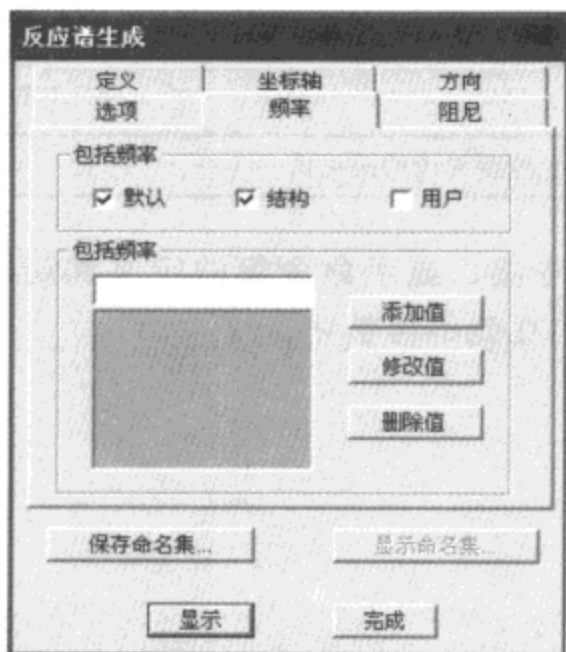 反应谱生成
定义 坐标轴 方向
选项 频率 阻尼
包括频率
默认 结构 用户
包括频率
添加值
修改值
删除值
保存命名集... 显示命名集...
显示 完成